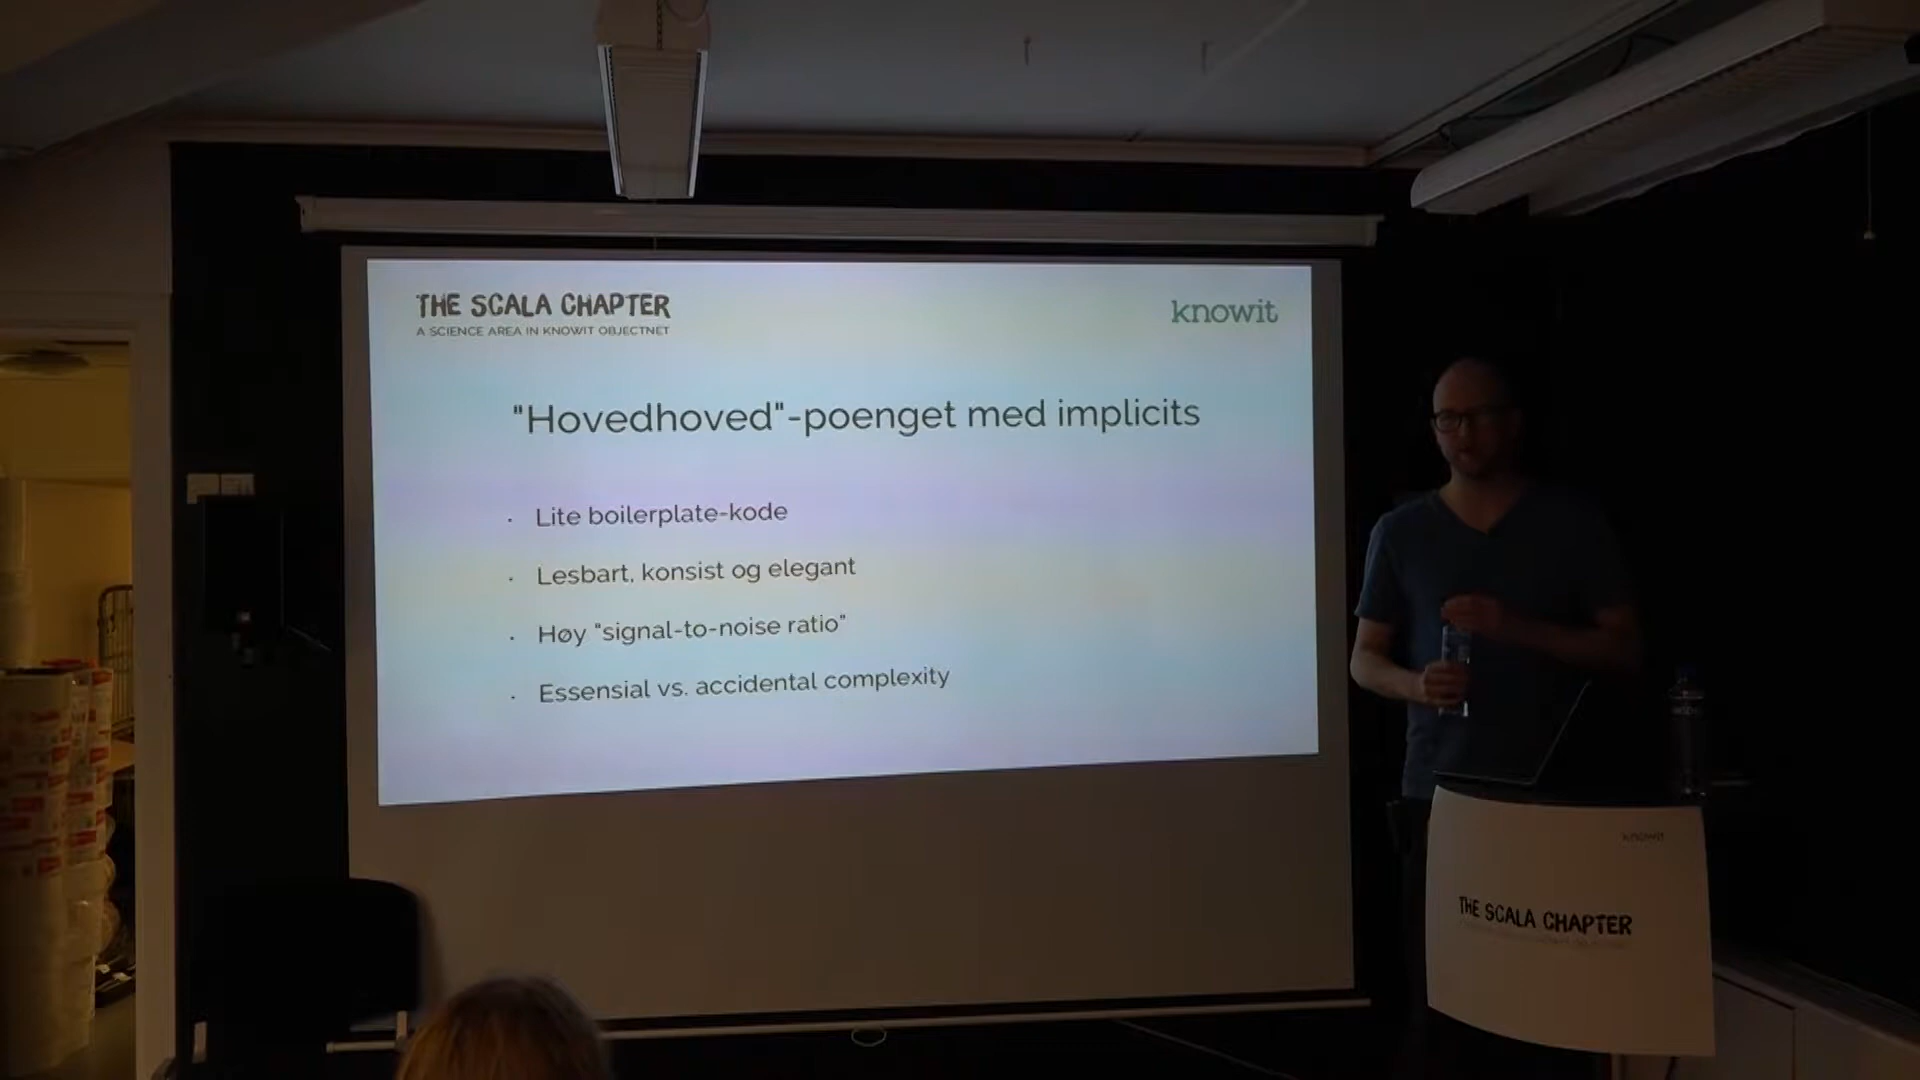 THE SCALA CHAPTER
A SCIENCE AREA IN KNOWIT OBJECTNET
knowit
"Hovedhoved"-poenget med implicits
· Lite boilerplate-kode
· Lesbart, konsist og elegant
· Høy "signal-to-noise ratio"
· Essensial vs. accidental complexity
knowit
THE SCALA CHAPTER